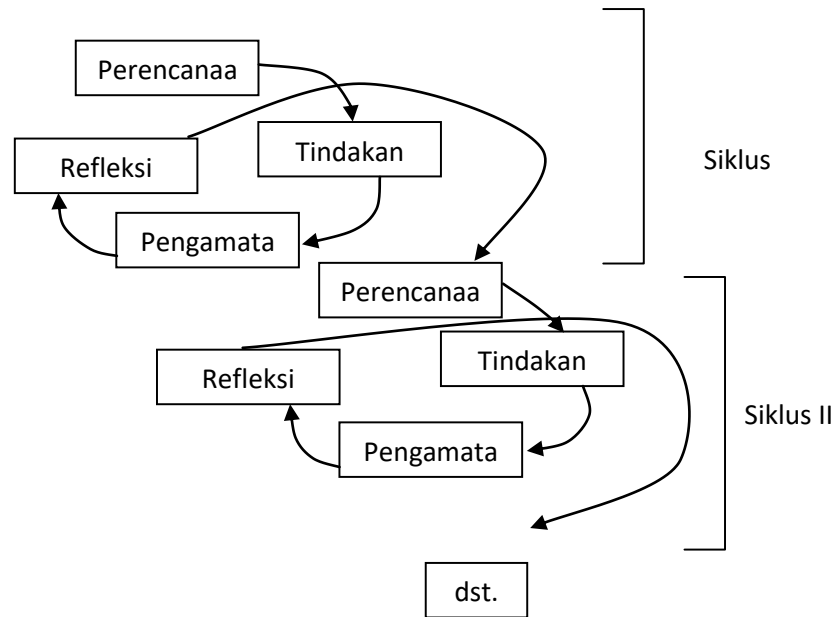 Perencanaa
Tindakan
Refleksi
Siklus
Pengamata
Perencanaa
Tindakan
Refleksi
Siklus II
Pengamata
dst.